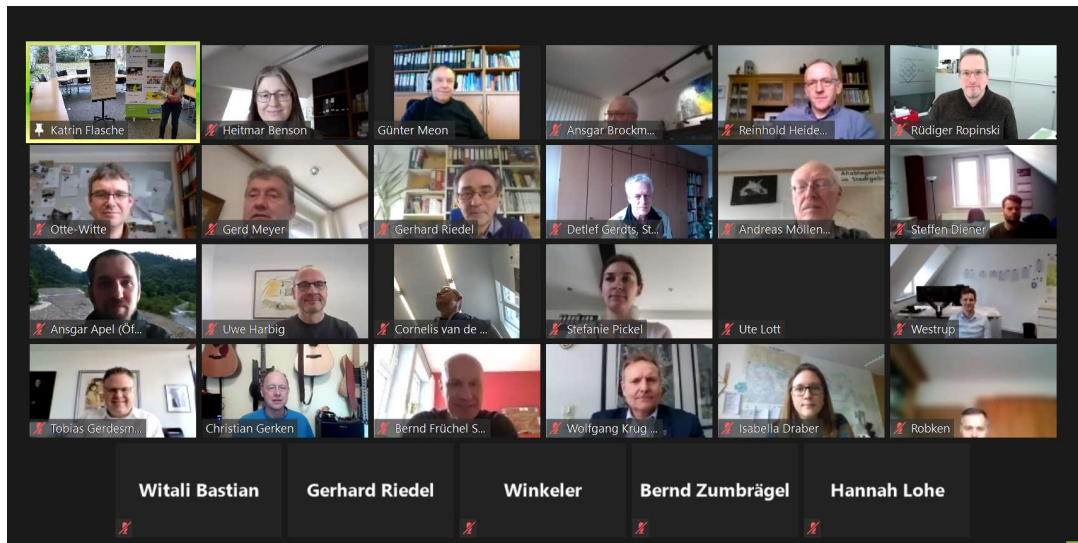 Katrin Flasche
Heitmar Benson
Günter Meon
Ansgar Brockm...
Reinhold Heide...
Rüdiger Ropinski
Otte-Witte
Gerd Meyer
Gerhard Riedel
Detlef Gerdts, St...
Andreas Möllen...
Steffen Diener
Ansgar Apel (Öf...
Uwe Harbig
Cornelis van de ...
Stefanie Pickel
Ute Lott
Westrup
Tobias Gerdesm...
Christian Gerken
Bernd Früchel S...
Wolfgang Krug ...
Isabella Draber
Robken
Witali Bastian
Gerhard Riedel
Winkeler
Bernd Zumbrägel
Hannah Lohe